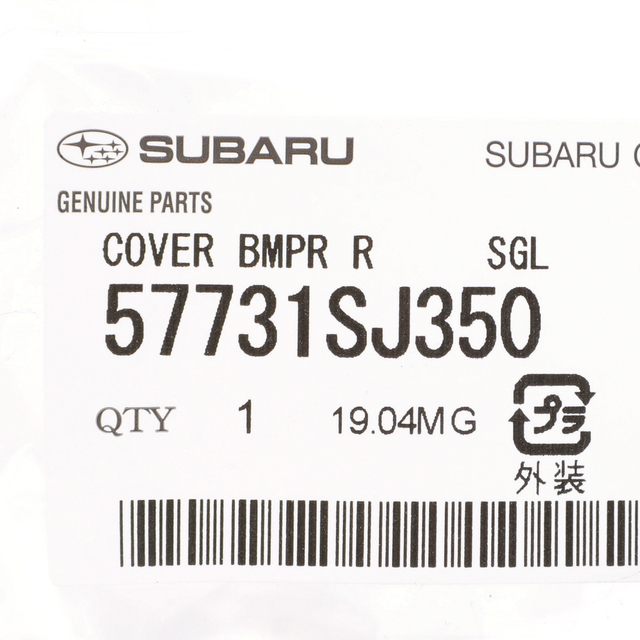 SUBARU SUBARU
GENUINE PARTS
COVER BMPR R SGL
57731SJ350
QTY 1 19.04MG プラ
外装